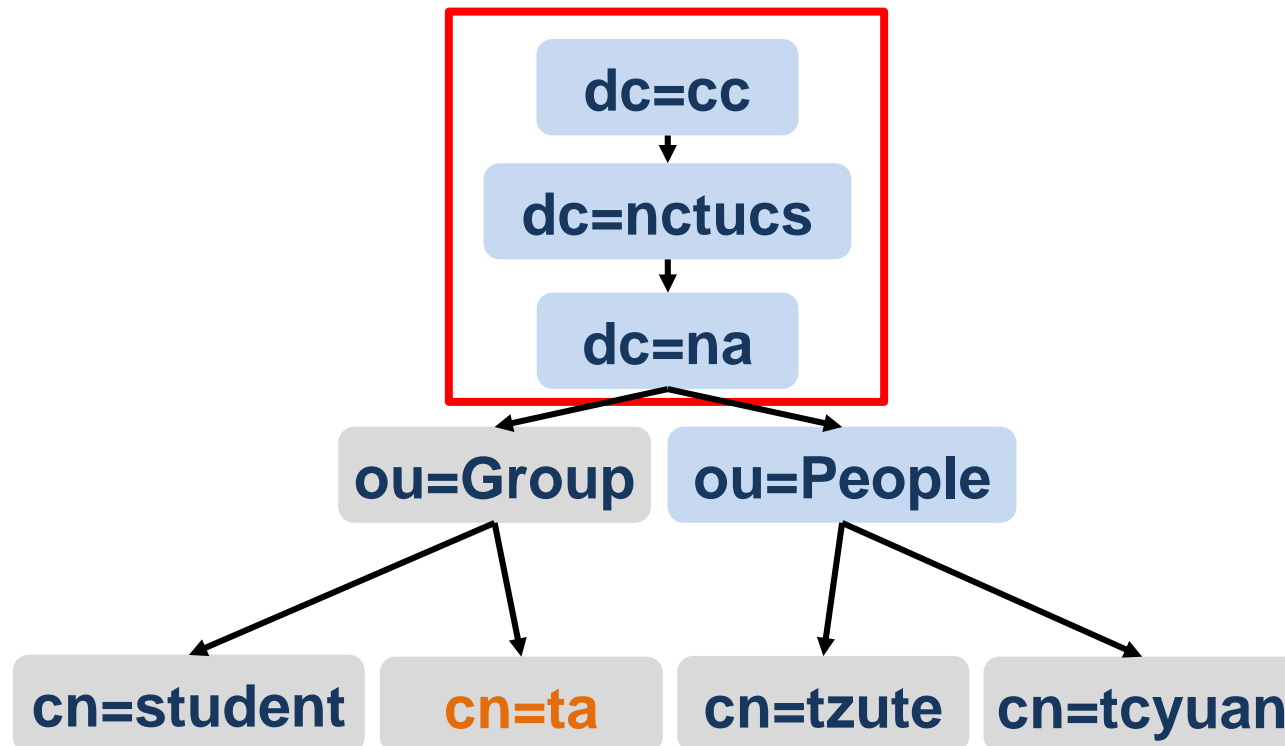 dc=cc
dc=nctucs
dc=na
ou=Group
ou=People
cn=student
cn=ta
cn=tzute
cn=tcyuan